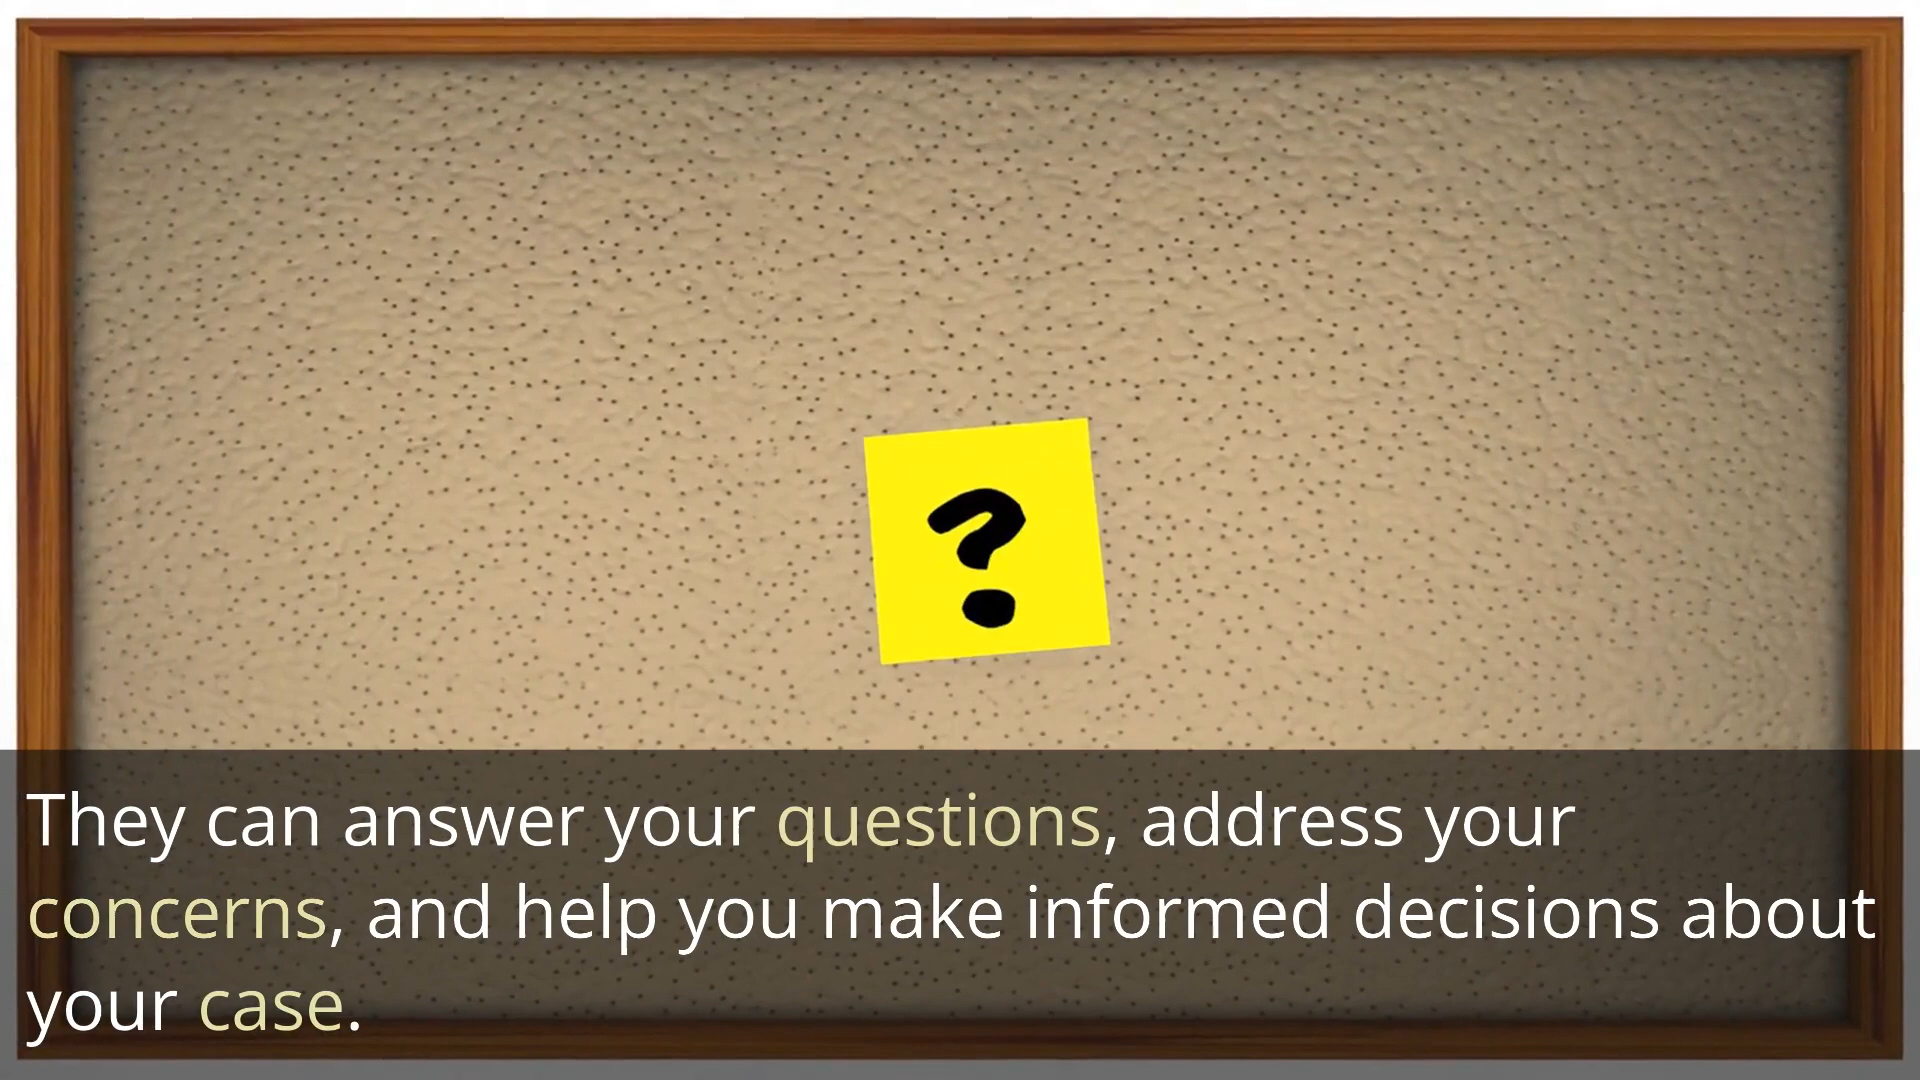 ?
They can answer your questions, address your
concerns, and help you make informed decisions about
your case.